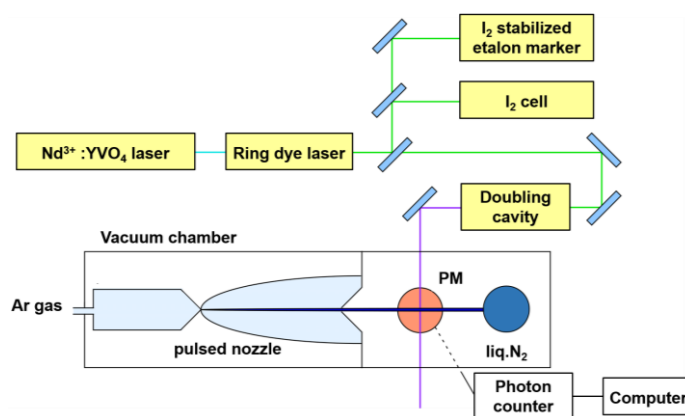 I₂ stabilized
etalon marker
I₂ cell
Nd³⁺ :YVO₄ laser
Ring dye laser
Doubling
cavity
Vacuum chamber
PM
Ar gas
pulsed nozzle
liq.N₂
Photon
counter
Computer